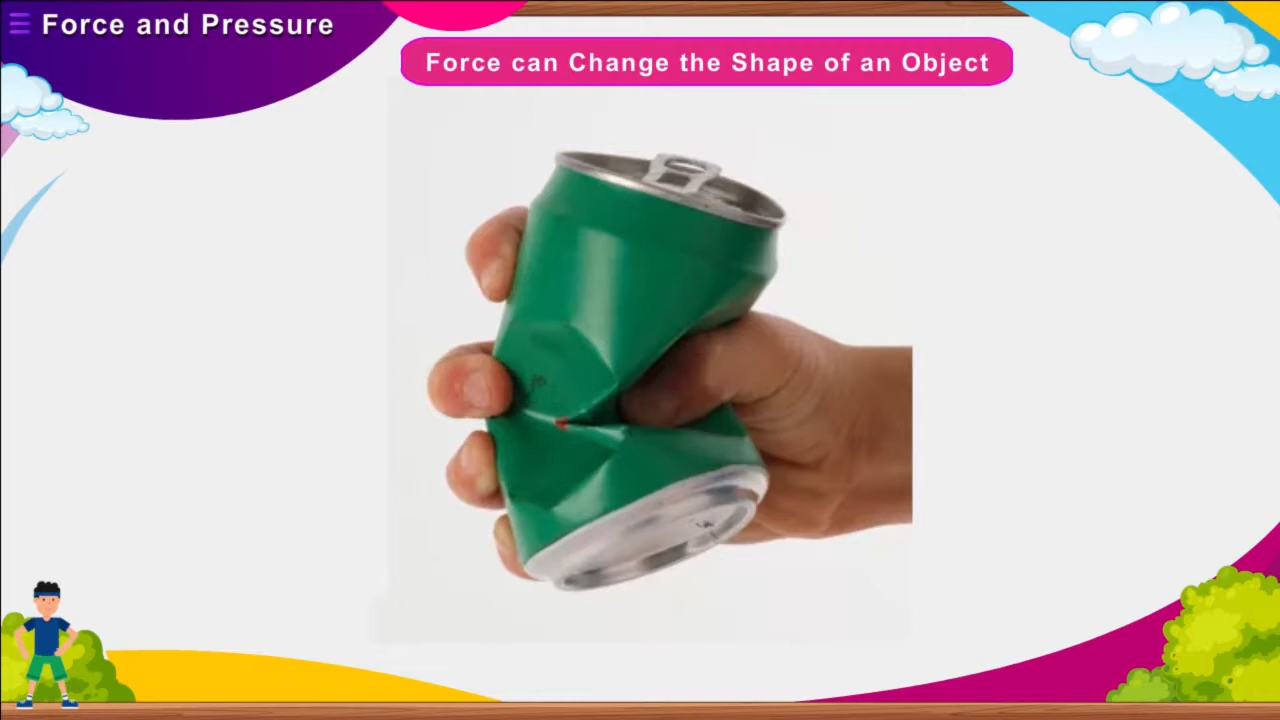 Force and Pressure
Force can Change the Shape of an Object